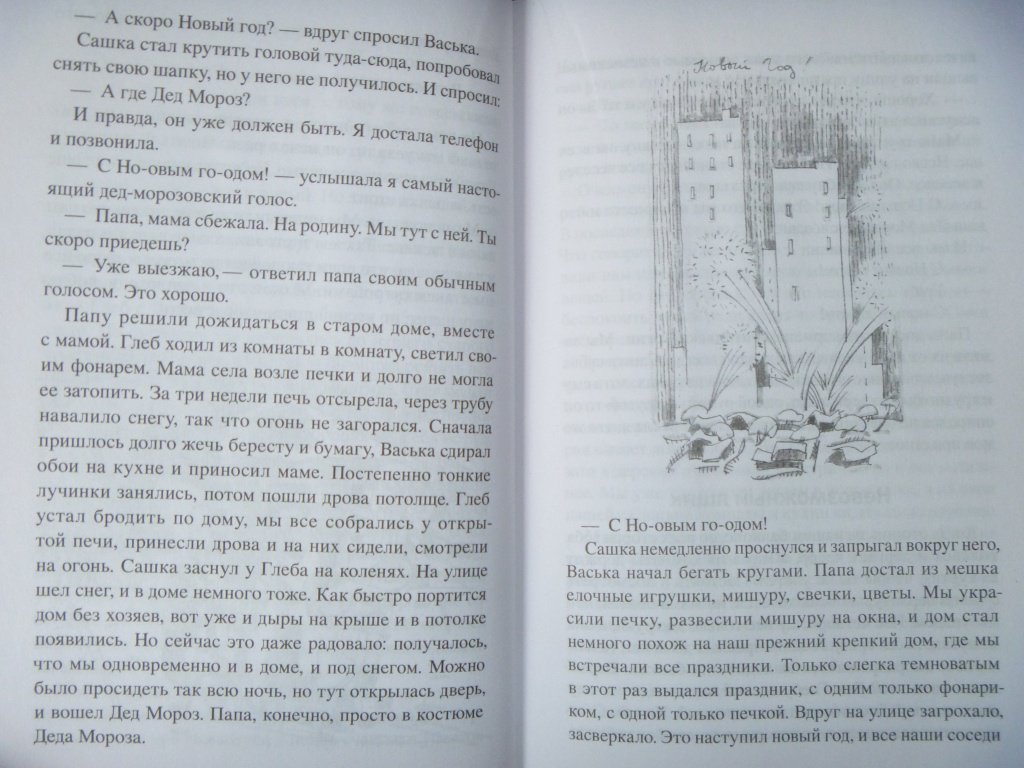 — А скоро Новый год? — вдруг спросил Васька.
Сашка стал крутить головой туда-сюда, попробовал
снять свою шапку, но у него не получилось. И спросил:
— А где Дед Мороз?
И правда, он уже должен быть. Я достала телефон
и позвонила.
— С Но-овым го-одом! — услышала я самый насто-
ящий дед-морозовский голос.
— Папа, мама сбежала. На родину. Мы тут с ней. Ты
скоро приедешь?
— Уже выезжаю, — ответил папа своим обычным
голосом. Это хорошо.
Папу решили дожидаться в старом доме, вместе
с мамой. Глеб ходил из комнаты в комнату, светил сво-
им фонарем. Мама села возле печки и долго не могла
ее затопить. За три недели печь отсырела, через трубу
навалило снегу, так что огонь не загорался. Сначала
пришлось долго жечь бересту и бумагу, Васька сдирал
обои на кухне и приносил маме. Постепенно тонкие
лучинки занялись, потом пошли дрова потолще. Глеб
устал бродить по дому, мы все собрались у откры-
той печи, принесли дрова и на них сидели, смотрели
на огонь. Сашка заснул у Глеба на коленях. На улице
шел снег, и в доме немного тоже. Как быстро портится
дом без хозяев, вот уже и дыры на крыше и в потолке
появились. Но сейчас это даже радовало: получалось,
что мы одновременно и в доме, и под снегом. Можно
было просидеть так всю ночь, но тут открылась дверь,
и вошел Дед Мороз. Папа, конечно, просто в костюме
Деда Мороза.
Новый Год!
— С Но-овым го-одом!
Сашка немедленно проснулся и запрыгал вокруг него,
Васька начал бегать кругами. Папа достал из мешка
елочные игрушки, мишуру, свечки, цветы. Мы укра-
сили печку, развесили мишуру на окна, и дом стал
немного похож на наш прежний крепкий дом, где мы
встречали все праздники. Только слегка темноватым
в этот раз выдался праздник, с одним только фонари-
ком, с одной только печкой. Вдруг на улице загрохало,
засверкало. Это наступил новый год, и все наши соседи